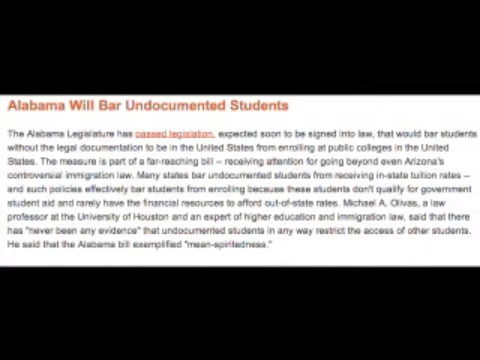 Alabama Will Bar Undocumented Students
The Alabama Legislature has passed legislation, expected soon to be signed into law, that would bar students
without the legal documentation to be in the United States from enrolling at public colleges in the United
States. The measure is part of a far-reaching bill -- receiving attention for going beyond even Arizona's
controversial immigration law. Many states bar undocumented students from receiving in-state tuition rates --
and such policies effectively bar students from enrolling because these students don't qualify for government
student aid and rarely have the financial resources to afford out-of-state rates. Michael A. Olivas, a law
professor at the University of Houston and an expert of higher education and immigration law, said that there
has "never been any evidence" that undocumented students in any way restrict the access of other students.
He said that the Alabama bill exemplified "mean-spiritedness."